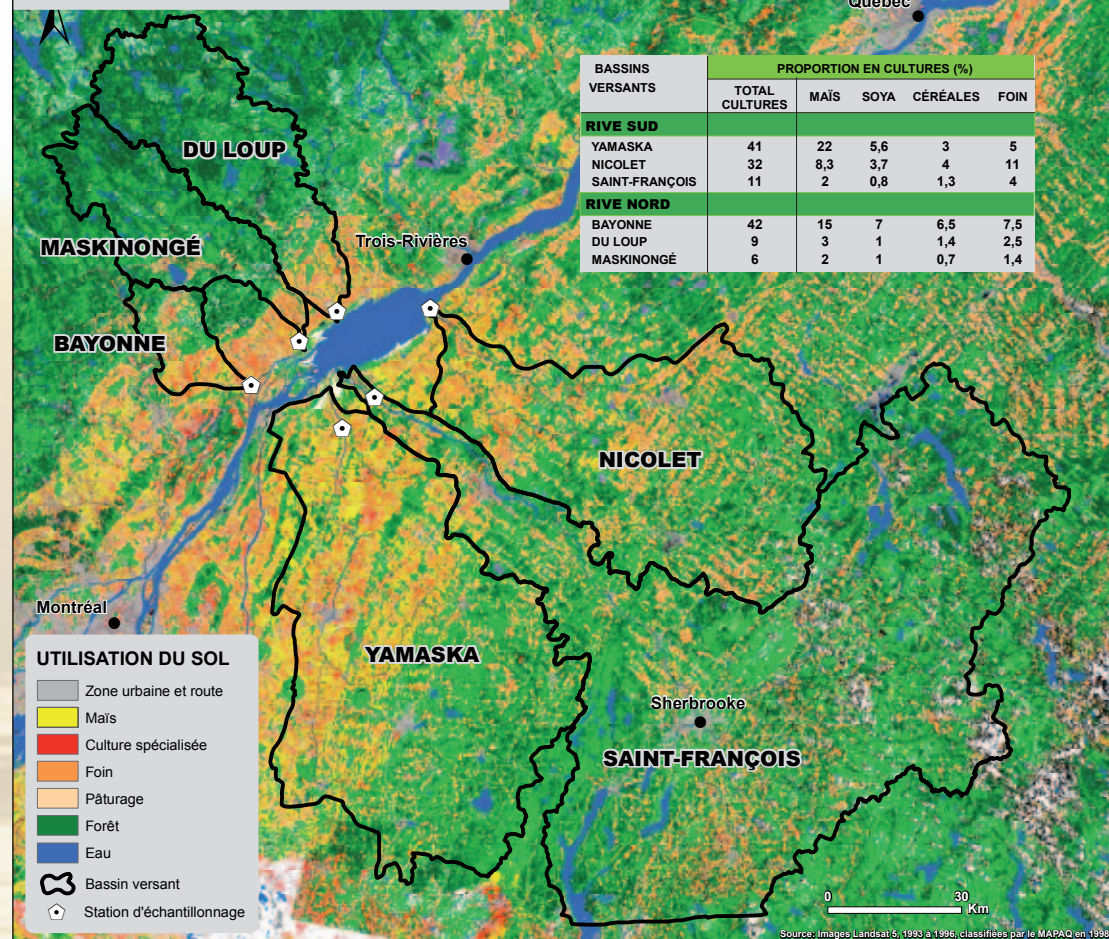 Québec
BASSINS VERSANTS PROPORTION EN CULTURES (%)
TOTAL CULTURES MAÏS SOYA CÉRÉALES FOIN
RIVE SUD
YAMASKA 41 22 5,6 3 5
NICOLET 32 8,3 3,7 4 11
SAINT-FRANÇOIS 11 2 0,8 1,3 4
RIVE NORD
BAYONNE 42 15 7 6,5 7,5
DU LOUP 9 3 1 1,4 2,5
MASKINONGÉ 6 2 1 0,7 1,4
DU LOUP
MASKINONGÉ
Trois-Rivières
BAYONNE
NICOLET
Montréal
YAMASKA
Sherbrooke
SAINT-FRANÇOIS
UTILISATION DU SOL
Zone urbaine et route
Maïs
Culture spécialisée
Foin
Pâturage
Forêt
Eau
Bassin versant
Station d'échantillonnage
0 30
Km
Source: Images Landsat 5, 1993 à 1996, classifiées par le MAPAQ en 1998